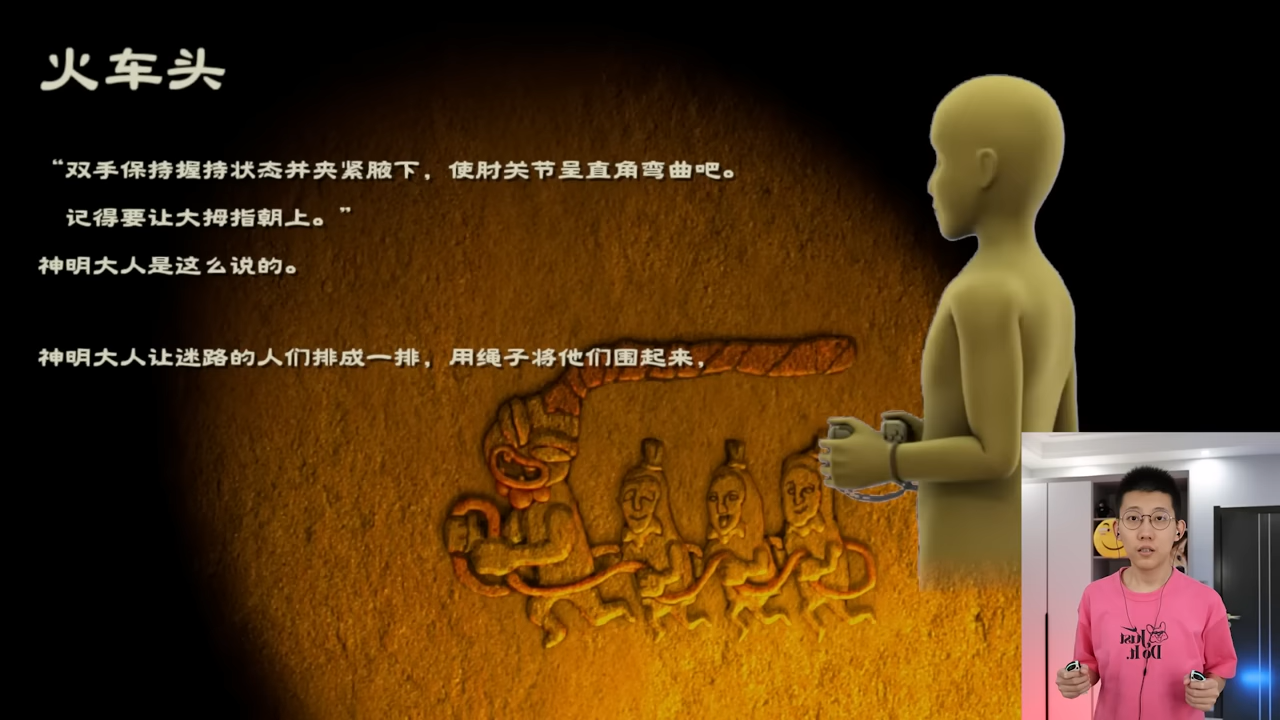 火车头
“双手保持握持状态并夹紧腋下，使肘关节呈直角弯曲吧。
记得要让大拇指朝上。”
神明大人是这么说的。
神明大人让迷路的人们排成一排，用绳子将他们围起来，
Just
Do It.